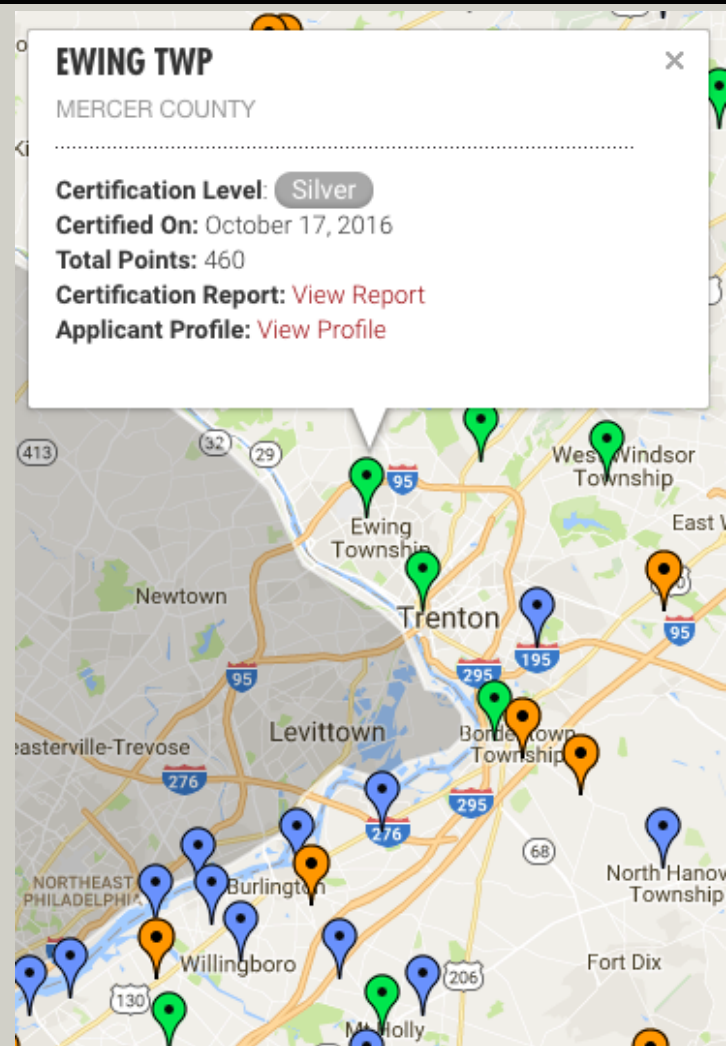 EWING TWP
MERCER COUNTY
Certification Level: Silver
Certified On: October 17, 2016
Total Points: 460
Certification Report: View Report
Applicant Profile: View Profile
413
32
29
95
West Windsor
Township
Ewing
Township
East
Newtown
Trenton
95
195
95
295
Levittown
Bordentown
Township
easterville-Trevose
276
295
276
68
NORTHEAST
PHILADELPHIA
Burlington
North Hanov
Township
Willingboro
206
Fort Dix
130
Mt Holly